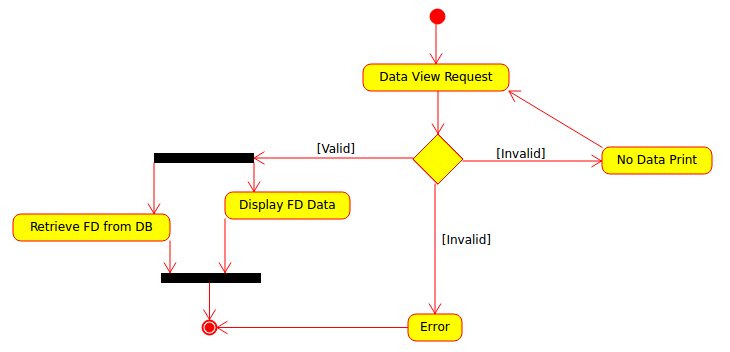 Data View Request
[Valid]
[Invalid]
No Data Print
Display FD Data
Retrieve FD from DB
[Invalid]
Error